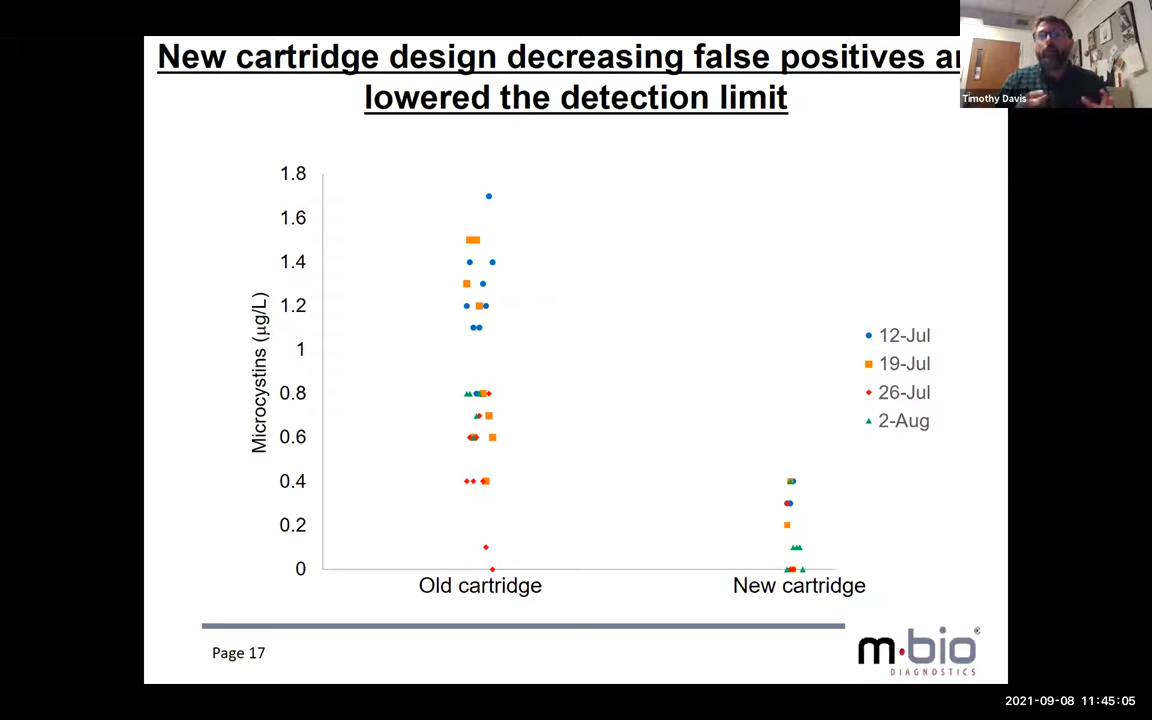 New cartridge design decreasing false positives
lowered the detection limit
Timothy Davis
1.8
1.6
1.4
1.2
1
0.8
0.6
0.4
0.2
0
Microcystins (µg/L)
Old cartridge
New cartridge
12-Jul
19-Jul
26-Jul
2-Aug
Page 17
m.bio
DIAGNOSTICS
2021-09-08 11:45:05